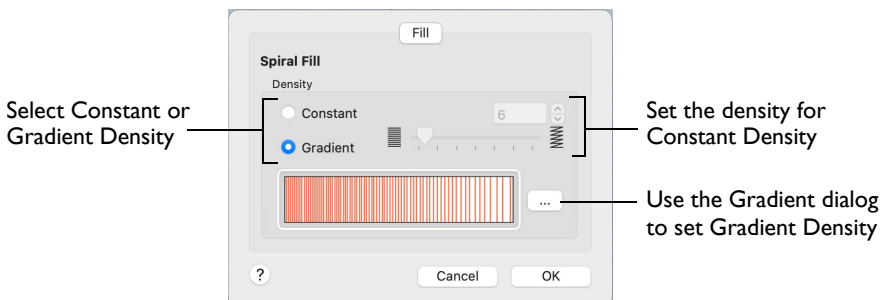 Fill
Spiral Fill
Density
Select Constant or
Gradient Density
Constant
6
Gradient
Set the density for
Constant Density
...
Use the Gradient dialog
to set Gradient Density
?
Cancel
OK